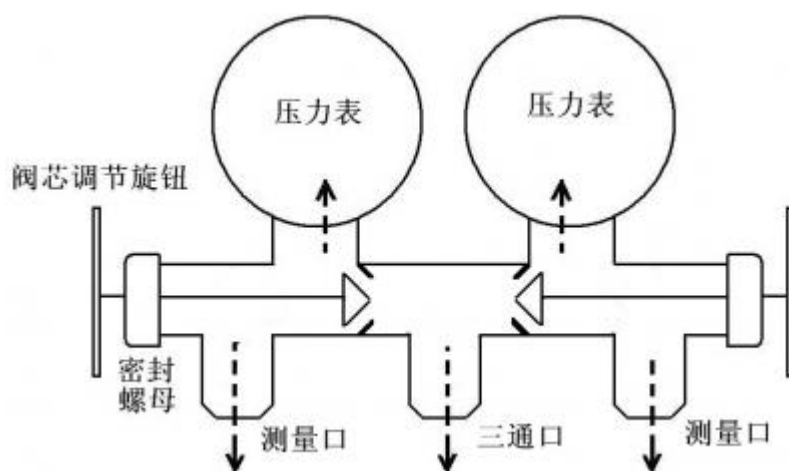 压力表
压力表
阀芯调节旋钮
密封
螺母
测量口
三通口
测量口